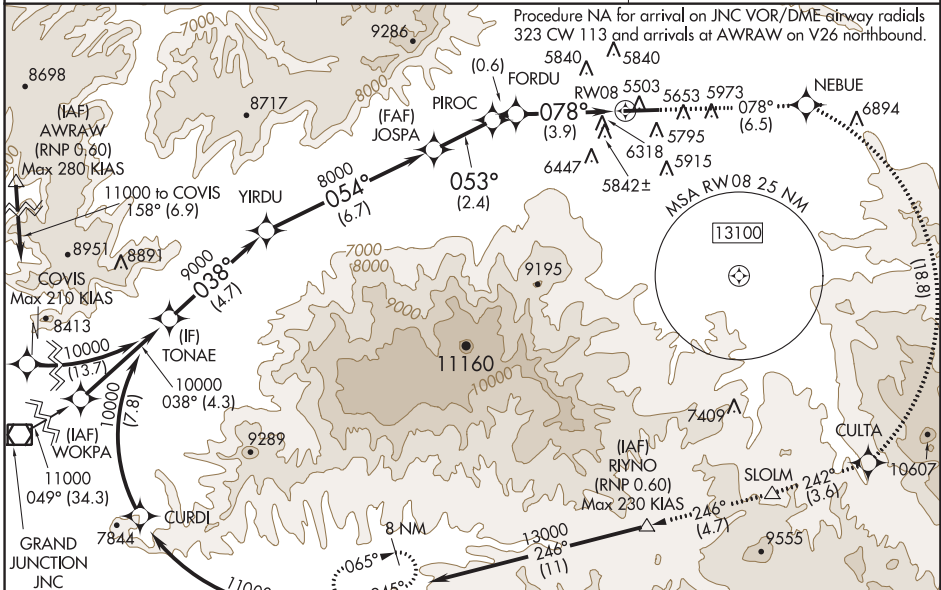 Procedure NA for arrival on JNC VOR/DME airway radials
323 CW 113 and arrivals at AWRAW on V26 northbound.
9286
8698
8717
8000
(IAF)
AWRAW
(RNP 0.60)
Max 280 KIAS
11000 to COVIS
158° (6.9)
8951
8891
COVIS
Max 210 KIAS
8413
10000
(13.7)
(IAF)
WOKPA
11000
049° (34.3)
GRAND
JUNCTION
JNC
10000
(7.8)
10000
038° (4.3)
(IF)
TONAE
9000
038°
(4.7)
YIRDU
8000
054°
(6.7)
(FAF)
JOSPA
053°
(2.4)
PIROC
(0.6)
FORDU
078°
(3.9)
RW08
5840
5840
5503
5653
5973
5795
6318
5915
6447
5842±
078°
(6.5)
NEBUE
6894
(18.8)
MSA RW08 25 NM
13100
7000
8000
9000
10000
9195
11160
9289
7409
7844
CURDI
11000
8 NM
065°
245°
13000
246°
(11)
(IAF)
RIYNO
(RNP 0.60)
Max 230 KIAS
246°
(4.7)
SLOLM
242°
(3.6)
CULTA
10607
9555